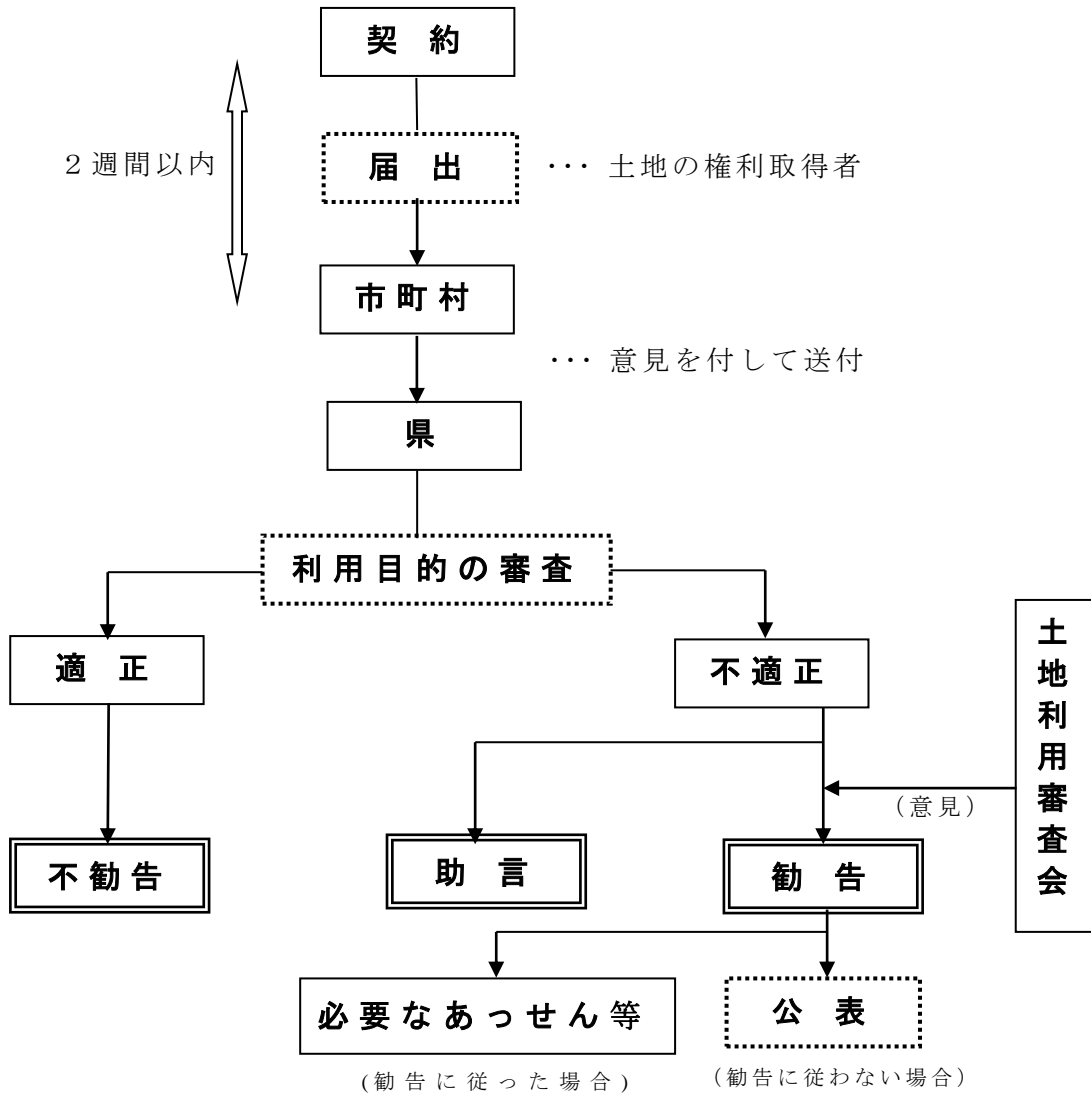 契 約
２週間以内
届 出
･･･ 土地の権利取得者
市町村
･･･ 意見を付して送付
県
利用目的の審査
適 正
不適正
土地利用審査会
（意見）
不勧告
助 言
勧 告
必要なあっせん等
公 表
(勧告に従った場合)
（勧告に従わない場合）